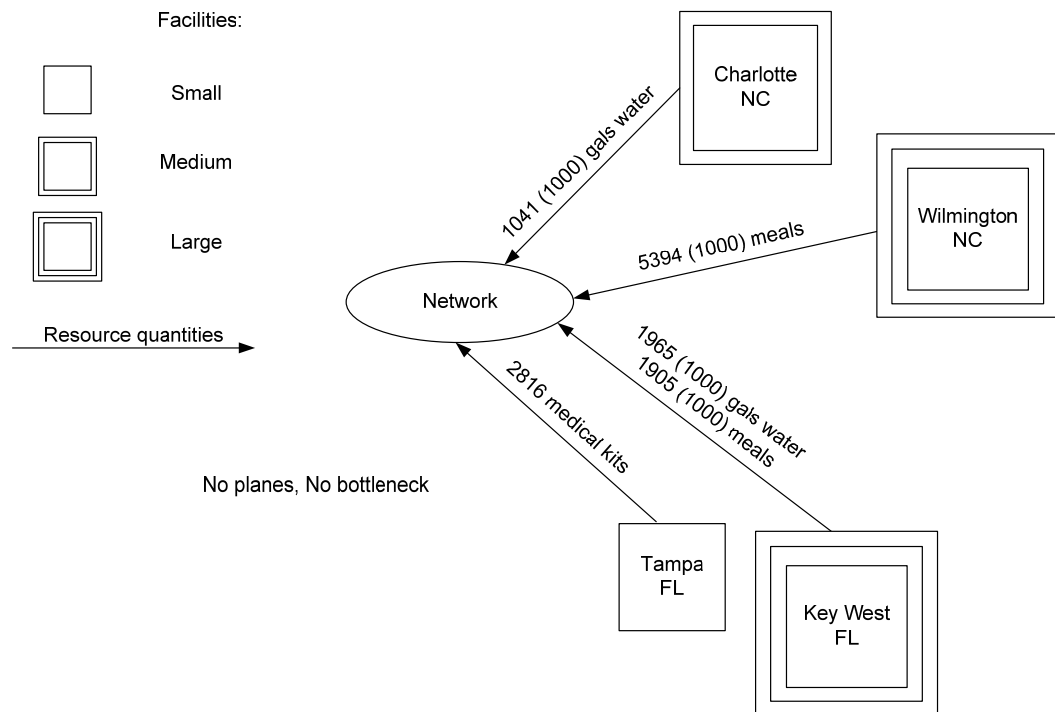 Facilities:
Small
Medium
Large
Resource quantities
Charlotte
NC
1041 (1000) gals water
Wilmington
NC
5394 (1000) meals
Network
1965 (1000) gals water
1905 (1000) meals
2816 medical kits
No planes, No bottleneck
Tampa
FL
Key West
FL